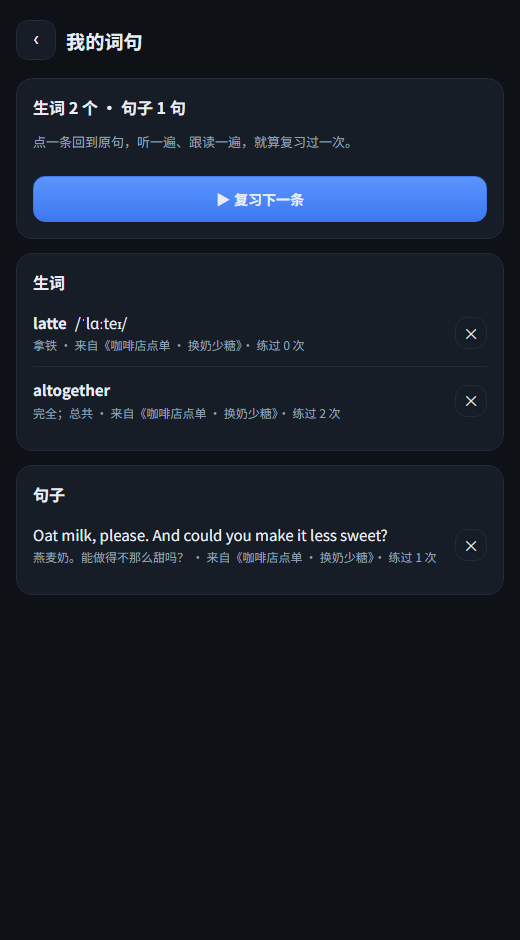 ‹ 我的词句
生词 2 个 · 句子 1 句
点一条回到原句，听一遍、跟读一遍，就算复习过一次。
▶ 复习下一条
生词
latte /ˈlɑːteɪ/
拿铁 · 来自《咖啡店点单 · 换奶少糖》· 练过 0 次
×
altogether
完全；总共 · 来自《咖啡店点单 · 换奶少糖》· 练过 2 次
×
句子
Oat milk, please. And could you make it less sweet?
燕麦奶。能做得不那么甜吗？ · 来自《咖啡店点单 · 换奶少糖》· 练过 1 次
×